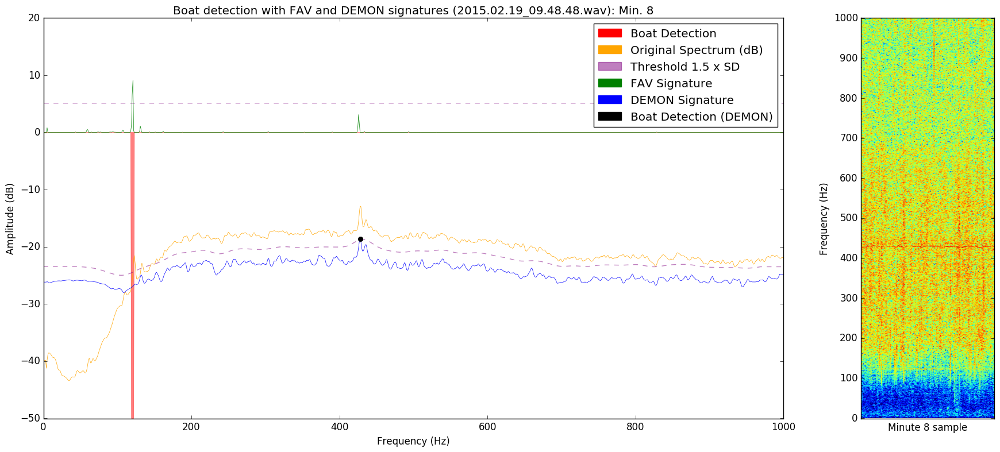 Boat detection with FAV and DEMON signatures (2015.02.19_09.48.48.wav): Min. 8
20
10
0
−10
−20
−30
−40
−50
Amplitude (dB)
0
200
400
600
800
1000
Frequency (Hz)
Boat Detection
Original Spectrum (dB)
Threshold 1.5 x SD
FAV Signature
DEMON Signature
Boat Detection (DEMON)
1000
900
800
700
600
500
400
300
200
100
0
Frequency (Hz)
Minute 8 sample